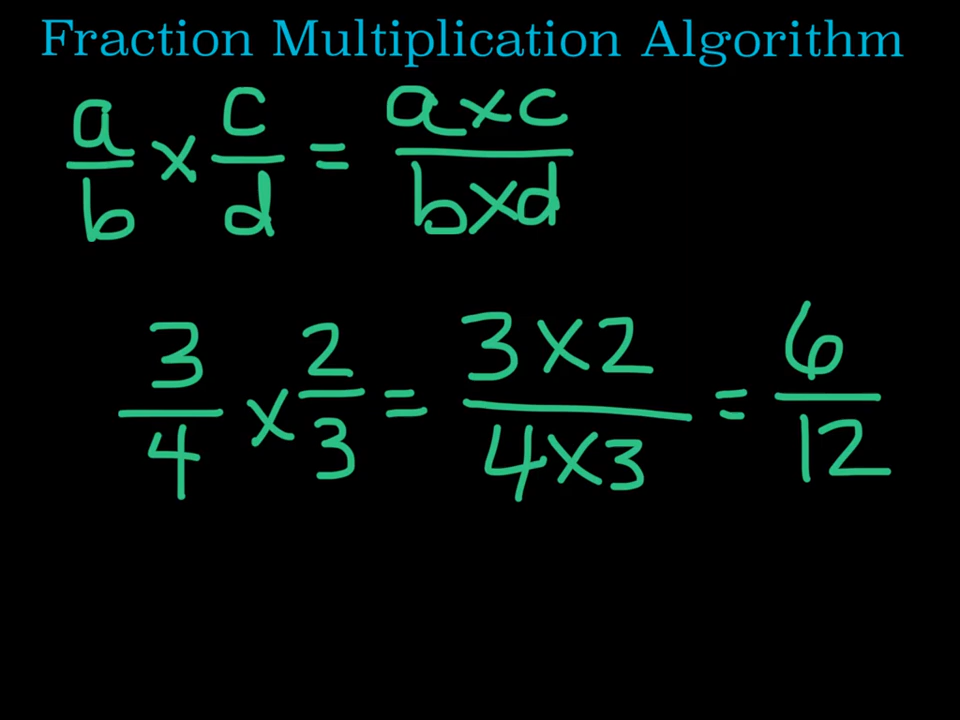 Fraction Multiplication Algorithm
a/b × c/d = a×c/b×d
3/4 × 2/3 = 3×2/4×3 = 6/12